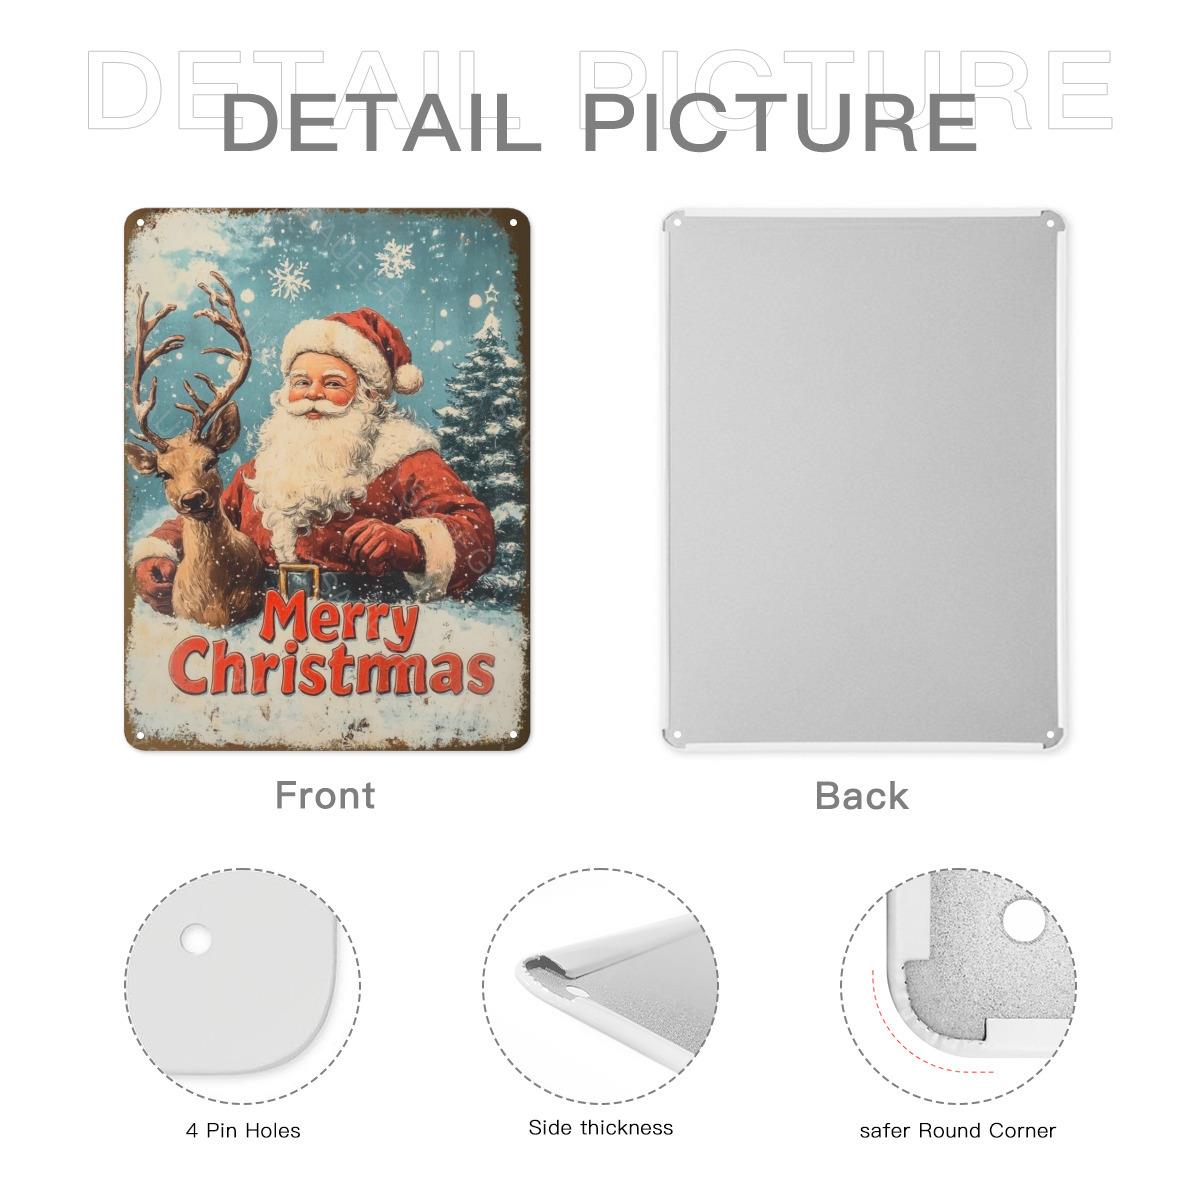 DETAIL PICTURE
DETAIL PICTURE
Merry
Christmas
Front
Back
4 Pin Holes
Side thickness
safer Round Corner